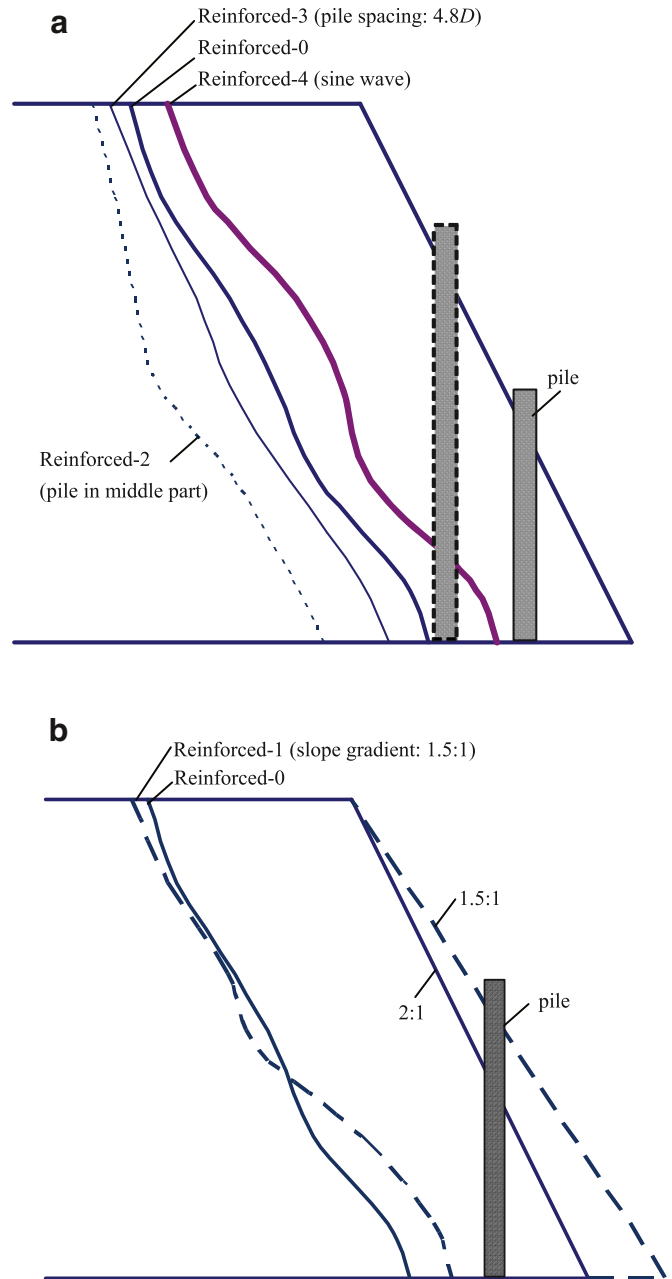 a
Reinforced-3 (pile spacing: 4.8D)
Reinforced-0
Reinforced-4 (sine wave)
pile
Reinforced-2
(pile in middle part)
b
Reinforced-1 (slope gradient: 1.5:1)
Reinforced-0
1.5:1
2:1
pile